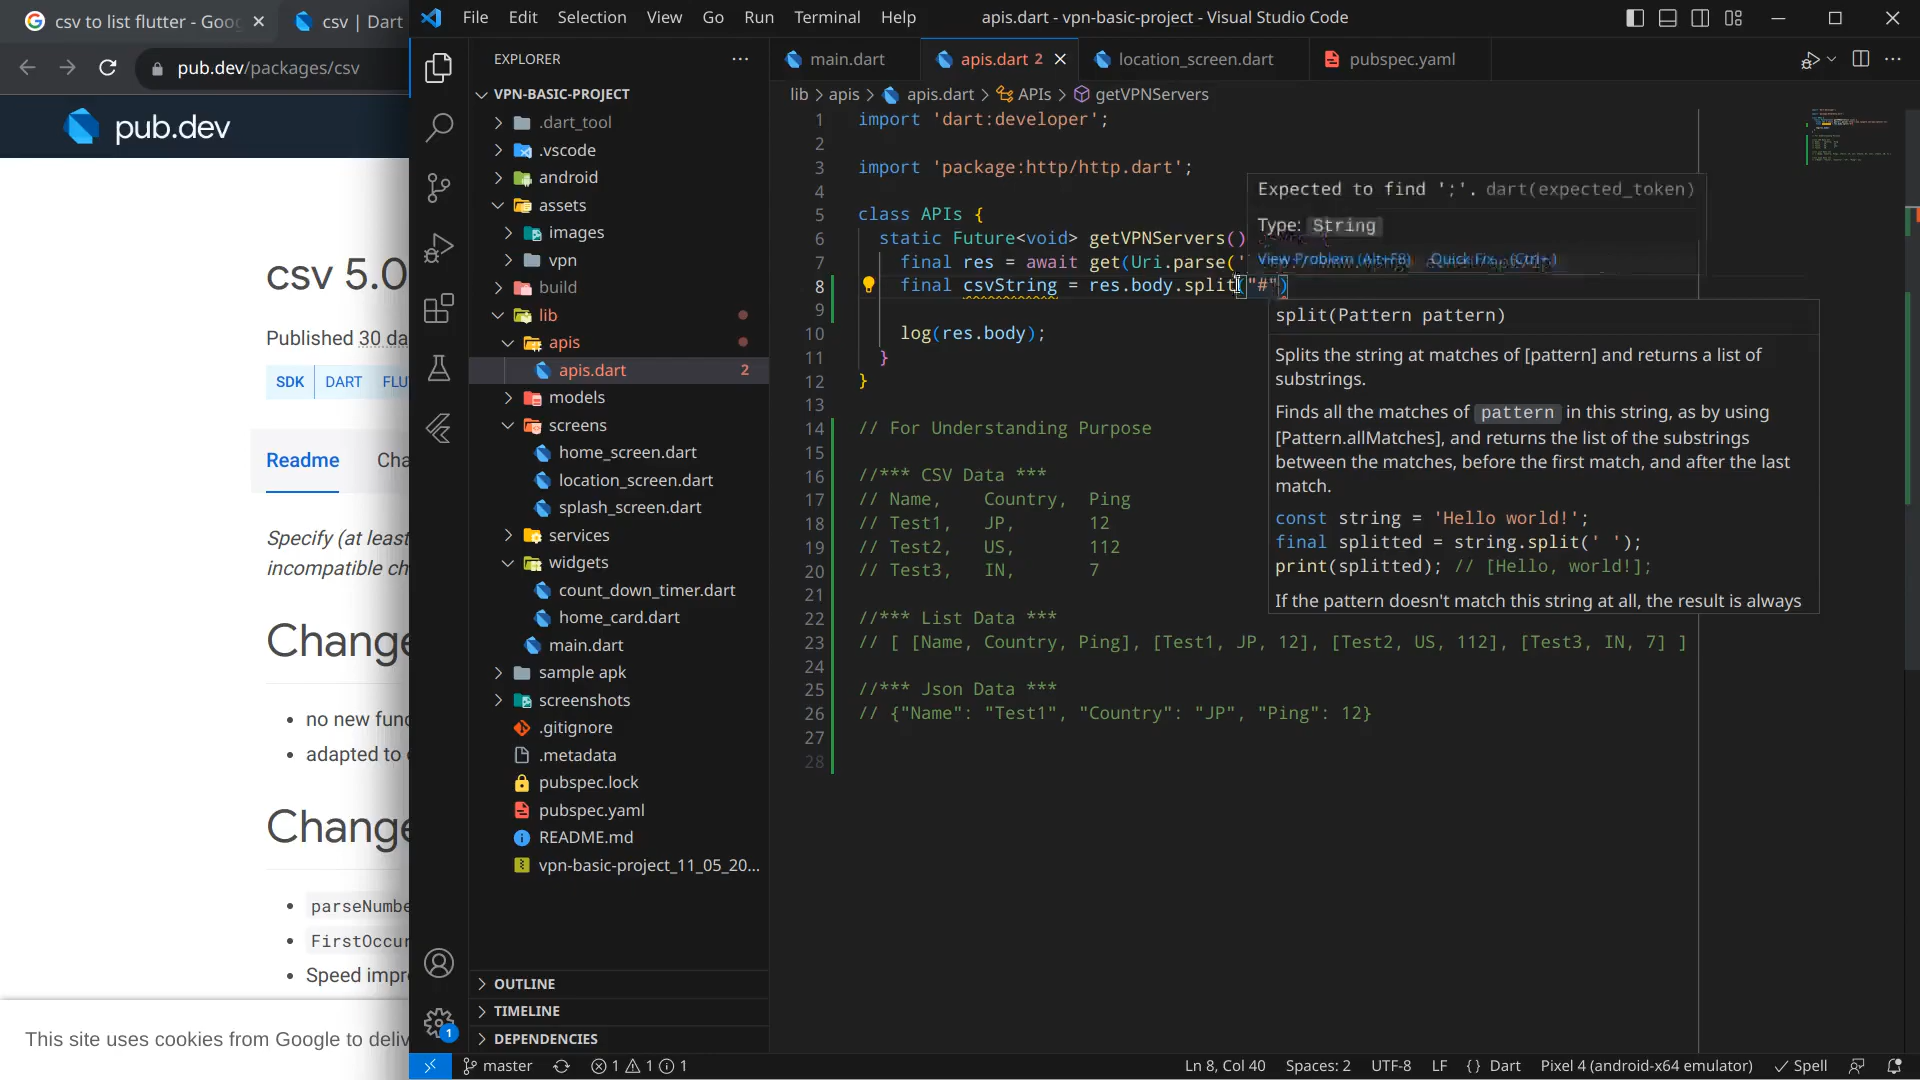 csv to list flutter - Goo
csv | Dart
pub.dev/packages/csv
pub.dev
csv 5.0
Published 30 da
SDK DART FLU
Readme Cha
Specify (at least
incompatible ch
Change
no new func
adapted to
Change
parseNumbe
FirstOccur
Speed impr
This site uses cookies from Google to deliv
File Edit Selection View Go Run Terminal Help
apis.dart - vpn-basic-project - Visual Studio Code
EXPLORER
VPN-BASIC-PROJECT
.dart_tool
.vscode
android
assets
images
vpn
build
lib
apis
apis.dart 2
models
screens
home_screen.dart
location_screen.dart
splash_screen.dart
services
widgets
count_down_timer.dart
home_card.dart
main.dart
sample apk
screenshots
.gitignore
.metadata
pubspec.lock
pubspec.yaml
README.md
vpn-basic-project_11_05_20...
OUTLINE
TIMELINE
DEPENDENCIES
1
main.dart apis.dart 2 location_screen.dart pubspec.yaml
lib > apis > apis.dart > APIs > getVPNServers
1 import 'dart:developer';
2
3 import 'package:http/http.dart';
4
5 class APIs {
6 static Future<void> getVPNServers()
7 final res = await get(Uri.parse('
8 final csvString = res.body.split("#")
9
10 log(res.body);
11 }
12 }
13
14 // For Understanding Purpose
15
16 //*** CSV Data ***
17 // Name, Country, Ping
18 // Test1, JP, 12
19 // Test2, US, 112
20 // Test3, IN, 7
21
22 //*** List Data ***
23 // [ [Name, Country, Ping], [Test1, JP, 12], [Test2, US, 112], [Test3, IN, 7] ]
24
25 //*** Json Data ***
26 // {"Name": "Test1", "Country": "JP", "Ping": 12}
27
28
Expected to find ';'. dart(expected_token)
Type: String
View Problem (Alt+F8) Quick Fix... (Ctrl+.)
split(Pattern pattern)
Splits the string at matches of [pattern] and returns a list of
substrings.
Finds all the matches of pattern in this string, as by using
[Pattern.allMatches], and returns the list of the substrings
between the matches, before the first match, and after the last
match.
const string = 'Hello world!';
final splitted = string.split(' ');
print(splitted); // [Hello, world!];
If the pattern doesn't match this string at all, the result is always
master 1 1 1
Ln 8, Col 40 Spaces: 2 UTF-8 LF {} Dart Pixel 4 (android-x64 emulator) Spell